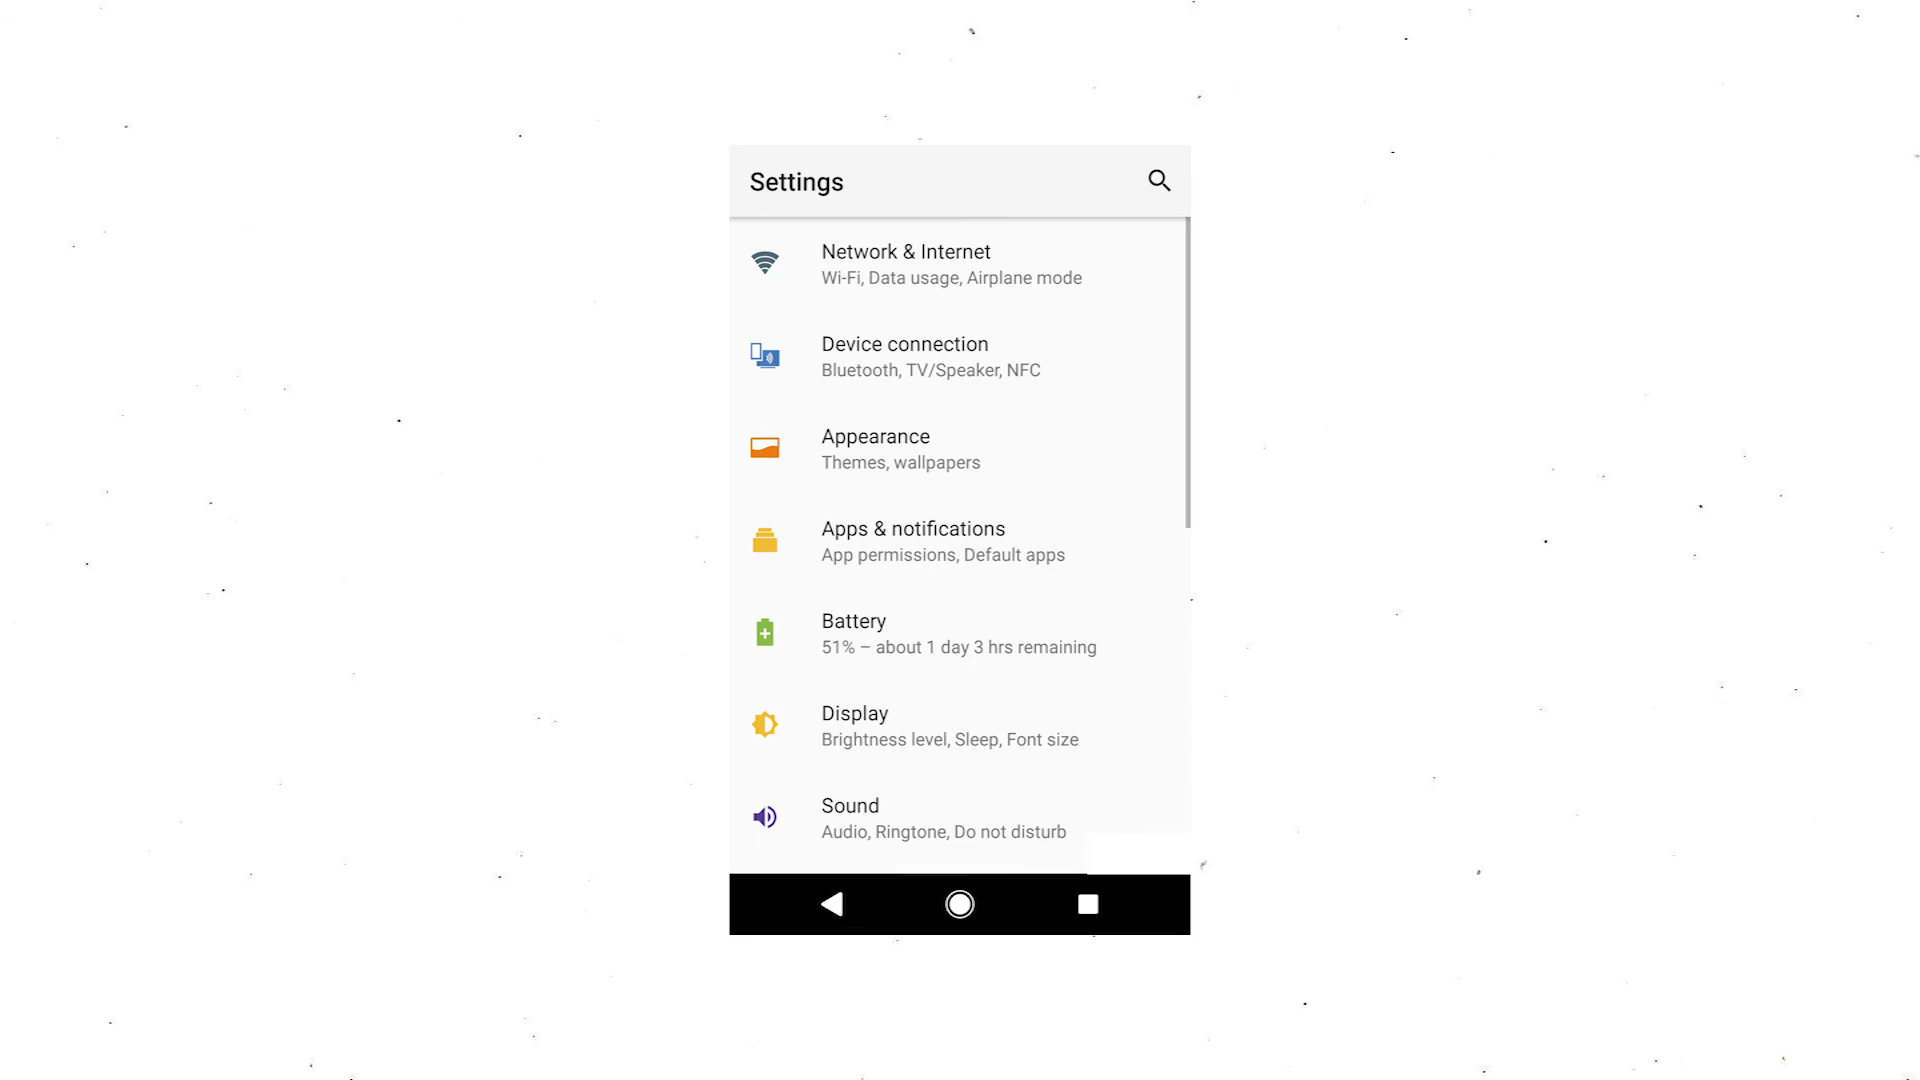 Settings
Network & Internet
Wi-Fi, Data usage, Airplane mode
Device connection
Bluetooth, TV/Speaker, NFC
Appearance
Themes, wallpapers
Apps & notifications
App permissions, Default apps
Battery
51% – about 1 day 3 hrs remaining
Display
Brightness level, Sleep, Font size
Sound
Audio, Ringtone, Do not disturb